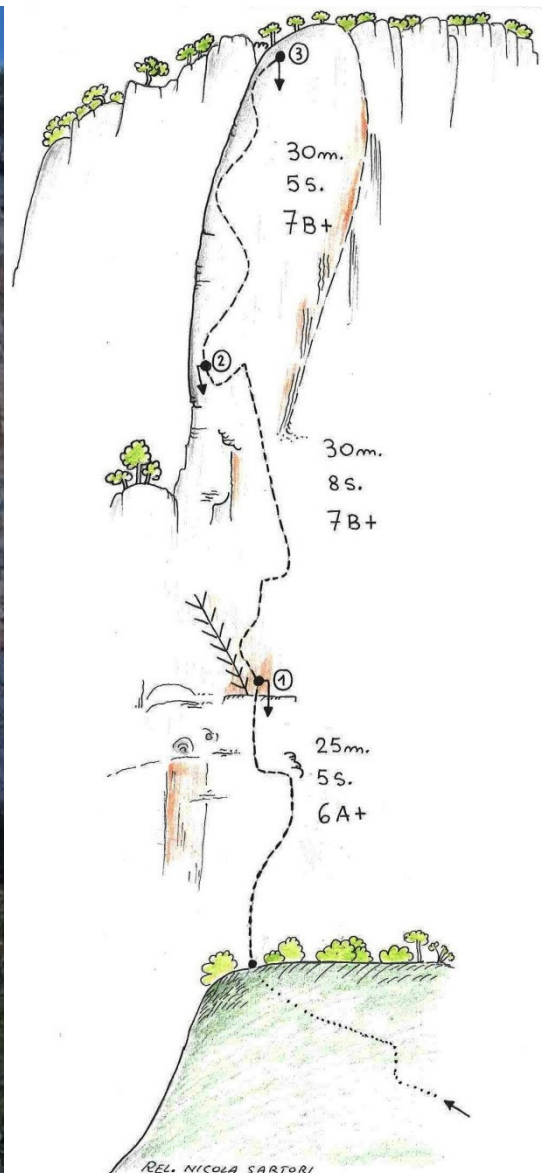 ③
30m.
5s.
7B+
②
30m.
8s.
7B+
①
25m.
5s.
6A+
REL. NICOLA SARTORI